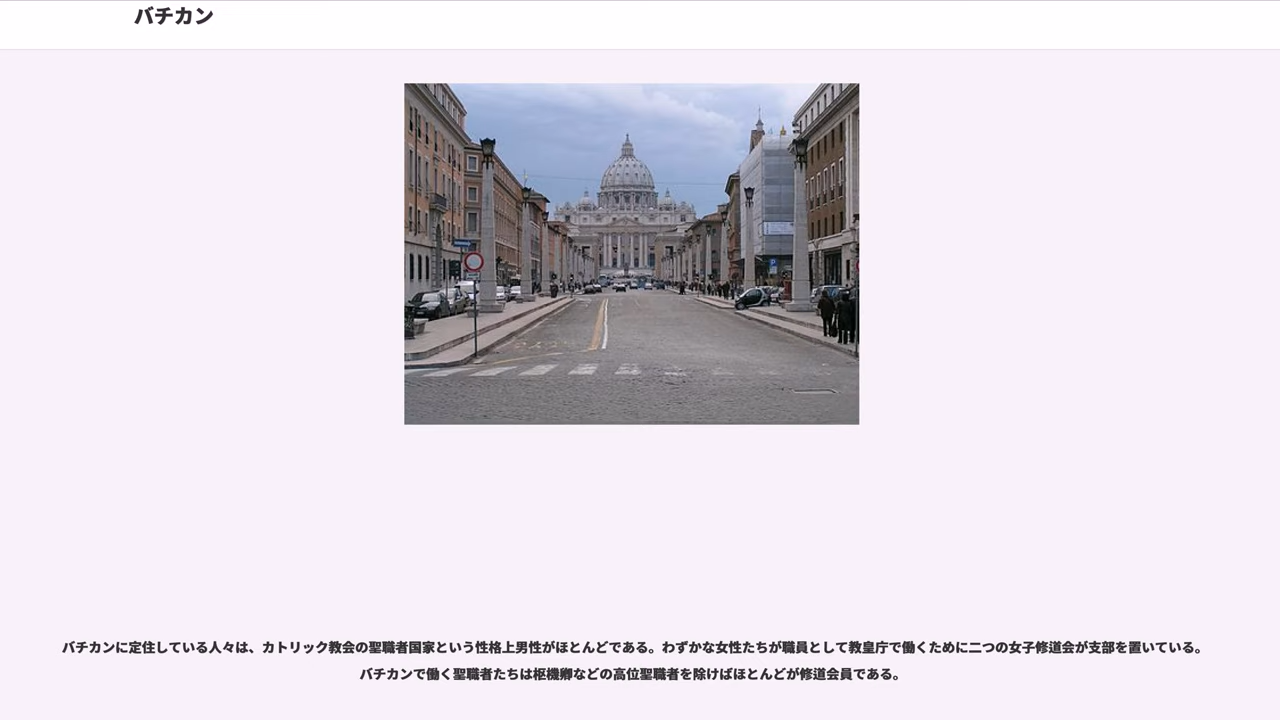 バチカン
バチカンに定住している人々は、カトリック教会の聖職者国家という性格上男性がほとんどである。わずかな女性たちが職員として教皇庁で働くために二つの女子修道会が支部を置いている。
バチカンで働く聖職者たちは枢機卿などの高位聖職者を除けばほとんどが修道会員である。